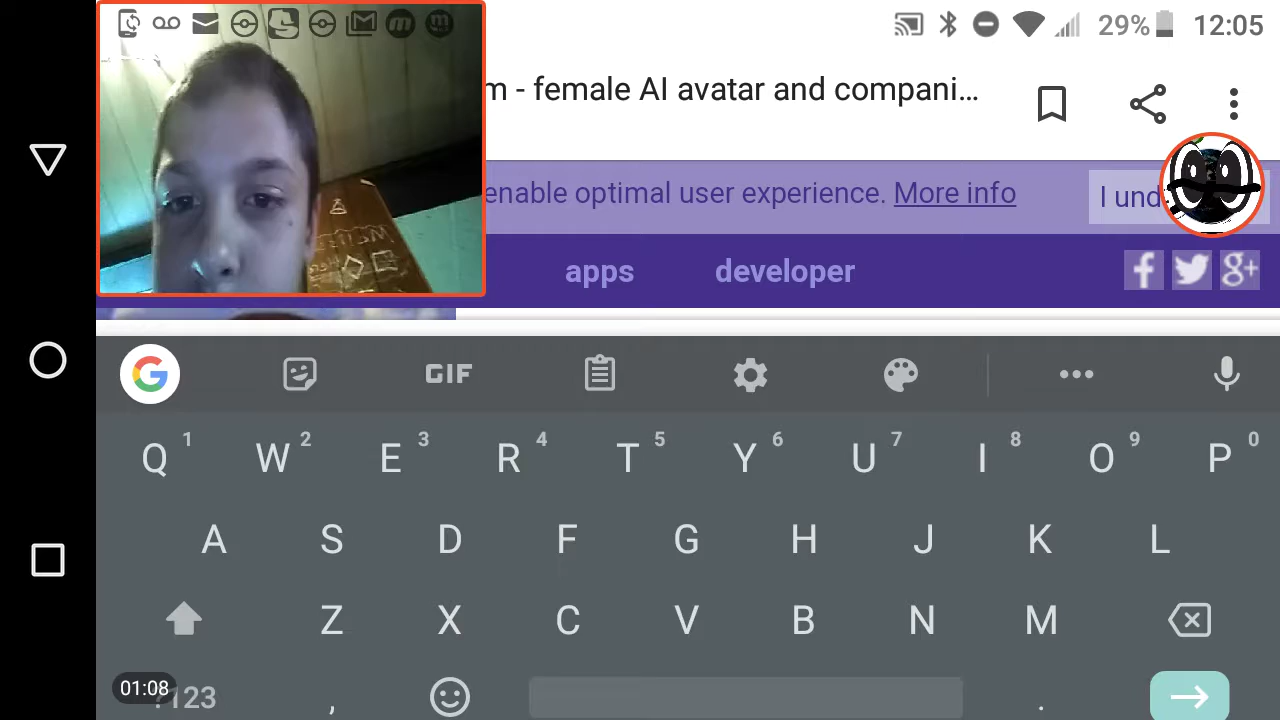 29% 12:05
m - female AI avatar and compani...
enable optimal user experience. More info
I und
apps developer
f g+
G GIF
Q 1 W 2 E 3 R 4 T 5 Y 6 U 7 I 8 O 9 P 0
A S D F G H J K L
Z X C V B N M
01:08 ?123 , .